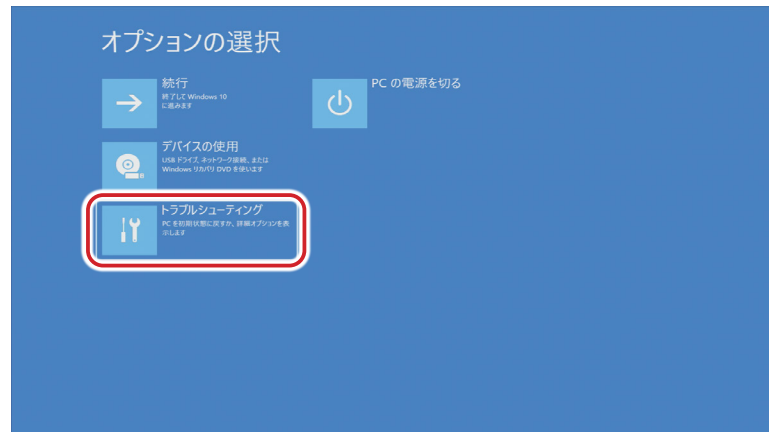 オプションの選択
続行
終了して Windows 10
に進みます
PC の電源を切る
デバイスの使用
USB ドライブ、ネットワーク接続、または
Windows リカバリ DVD を使います
トラブルシューティング
PC を初期状態に戻すか、詳細オプションを表
示します